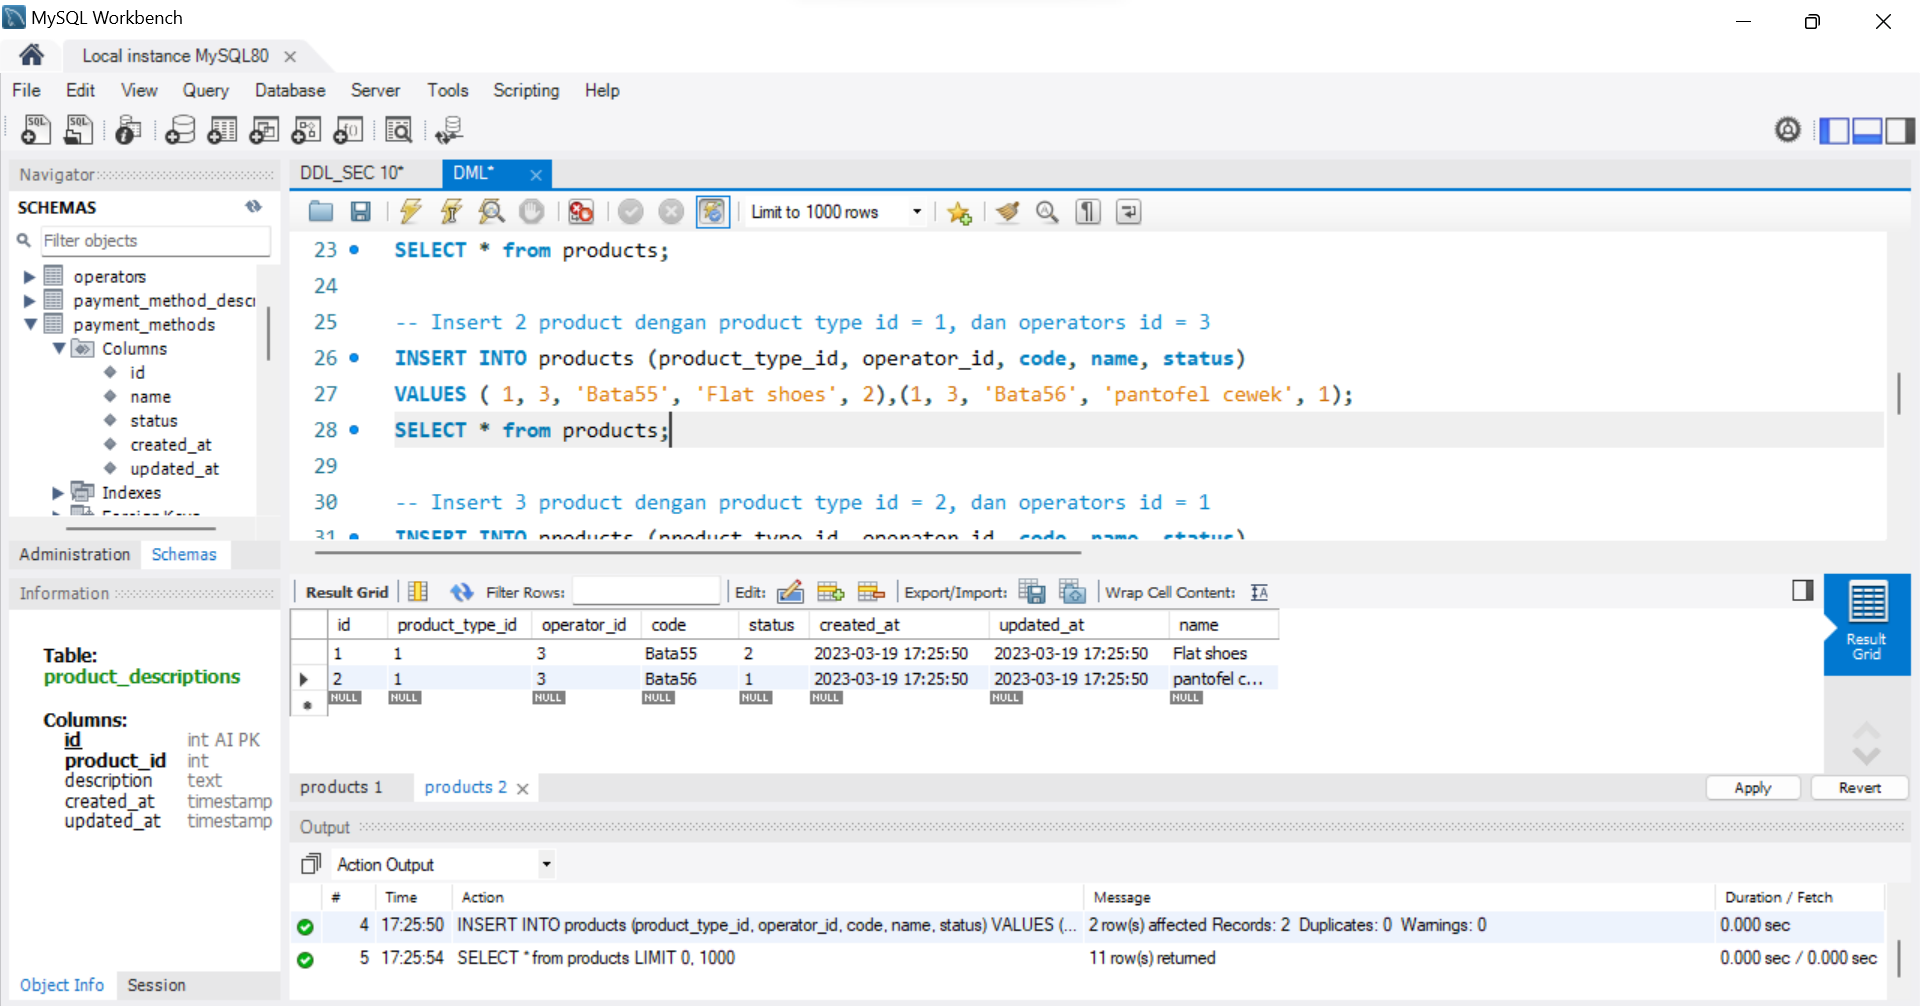 MySQL Workbench
Local instance MySQL80
File Edit View Query Database Server Tools Scripting Help
Navigator
SCHEMAS
Filter objects
operators
payment_method_descr
payment_methods
Columns
id
name
status
created_at
updated_at
Indexes
Foreign Keys
Administration Schemas
Information
Table:
product_descriptions
Columns:
id int AI PK
product_id int
description text
created_at timestamp
updated_at timestamp
Object Info Session
DDL_SEC 10* DML*
Limit to 1000 rows
23 SELECT * from products;
24
25 -- Insert 2 product dengan product type id = 1, dan operators id = 3
26 INSERT INTO products (product_type_id, operator_id, code, name, status)
27 VALUES ( 1, 3, 'Bata55', 'Flat shoes', 2),(1, 3, 'Bata56', 'pantofel cewek', 1);
28 SELECT * from products;
29
30 -- Insert 3 product dengan product type id = 2, dan operators id = 1
31 INSERT INTO products (product_type_id, operator_id, code, name, status)
Result Grid Filter Rows: Edit: Export/Import: Wrap Cell Content:
id product_type_id operator_id code status created_at updated_at name
1 1 3 Bata55 2 2023-03-19 17:25:50 2023-03-19 17:25:50 Flat shoes
2 1 3 Bata56 1 2023-03-19 17:25:50 2023-03-19 17:25:50 pantofel c...
NULL NULL NULL NULL NULL NULL NULL NULL
Result
Grid
products 1 products 2
Apply Revert
Output
Action Output
# Time Action Message Duration / Fetch
4 17:25:50 INSERT INTO products (product_type_id, operator_id, code, name, status) VALUES (... 2 row(s) affected Records: 2 Duplicates: 0 Warnings: 0 0.000 sec
5 17:25:54 SELECT * from products LIMIT 0, 1000 11 row(s) returned 0.000 sec / 0.000 sec